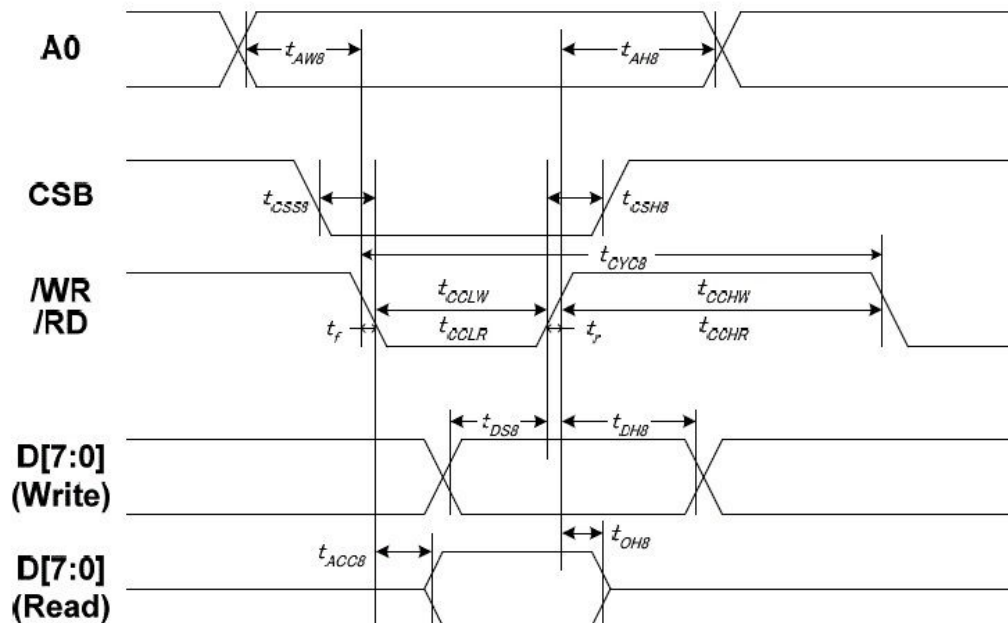 A0
tAW8
tAH8
CSB
tCSS8
tCSH8
tCYC8
/WR
/RD
tCCLW
tCCHW
tf
tCCLR
tr
tCCHR
D[7:0]
(Write)
tDS8
tDH8
D[7:0]
(Read)
tACC8
tOH8